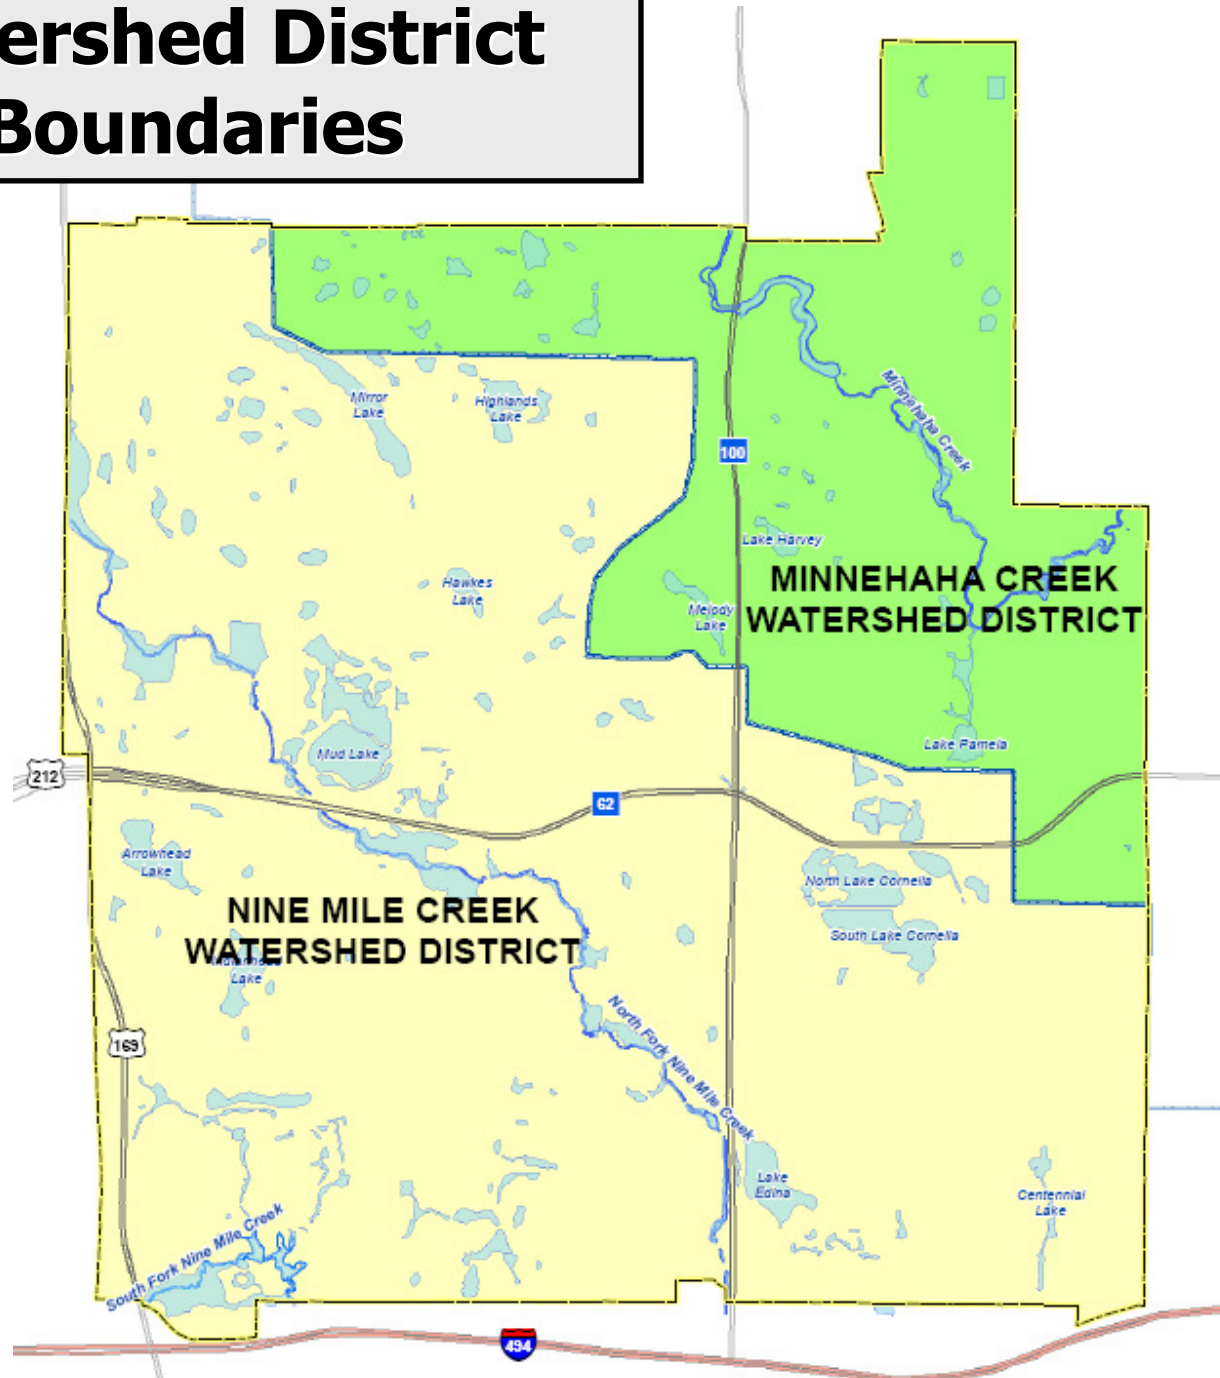 ershed District
Boundaries
Mirror
Lake
Highlands
Lake
100
Minnehaha Creek
Lake Harvey
Hawkes
Lake
MINNEHAHA CREEK
WATERSHED DISTRICT
Melody
Lake
Lake Pamela
Mud Lake
212
62
Arrowhead
Lake
North Lake Cornelia
NINE MILE CREEK
WATERSHED DISTRICT
South Lake Cornelia
Lake
North Fork Nine Mile Creek
169
Lake
Edina
Centennial
Lake
South Fork Nine Mile Creek
494